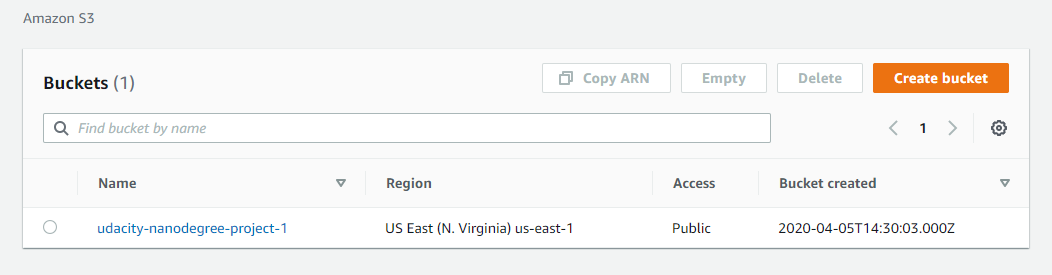 Amazon S3
Buckets (1)
Copy ARN
Empty
Delete
Create bucket
Find bucket by name
1
Name Region Access Bucket created
udacity-nanodegree-project-1 US East (N. Virginia) us-east-1 Public 2020-04-05T14:30:03.000Z